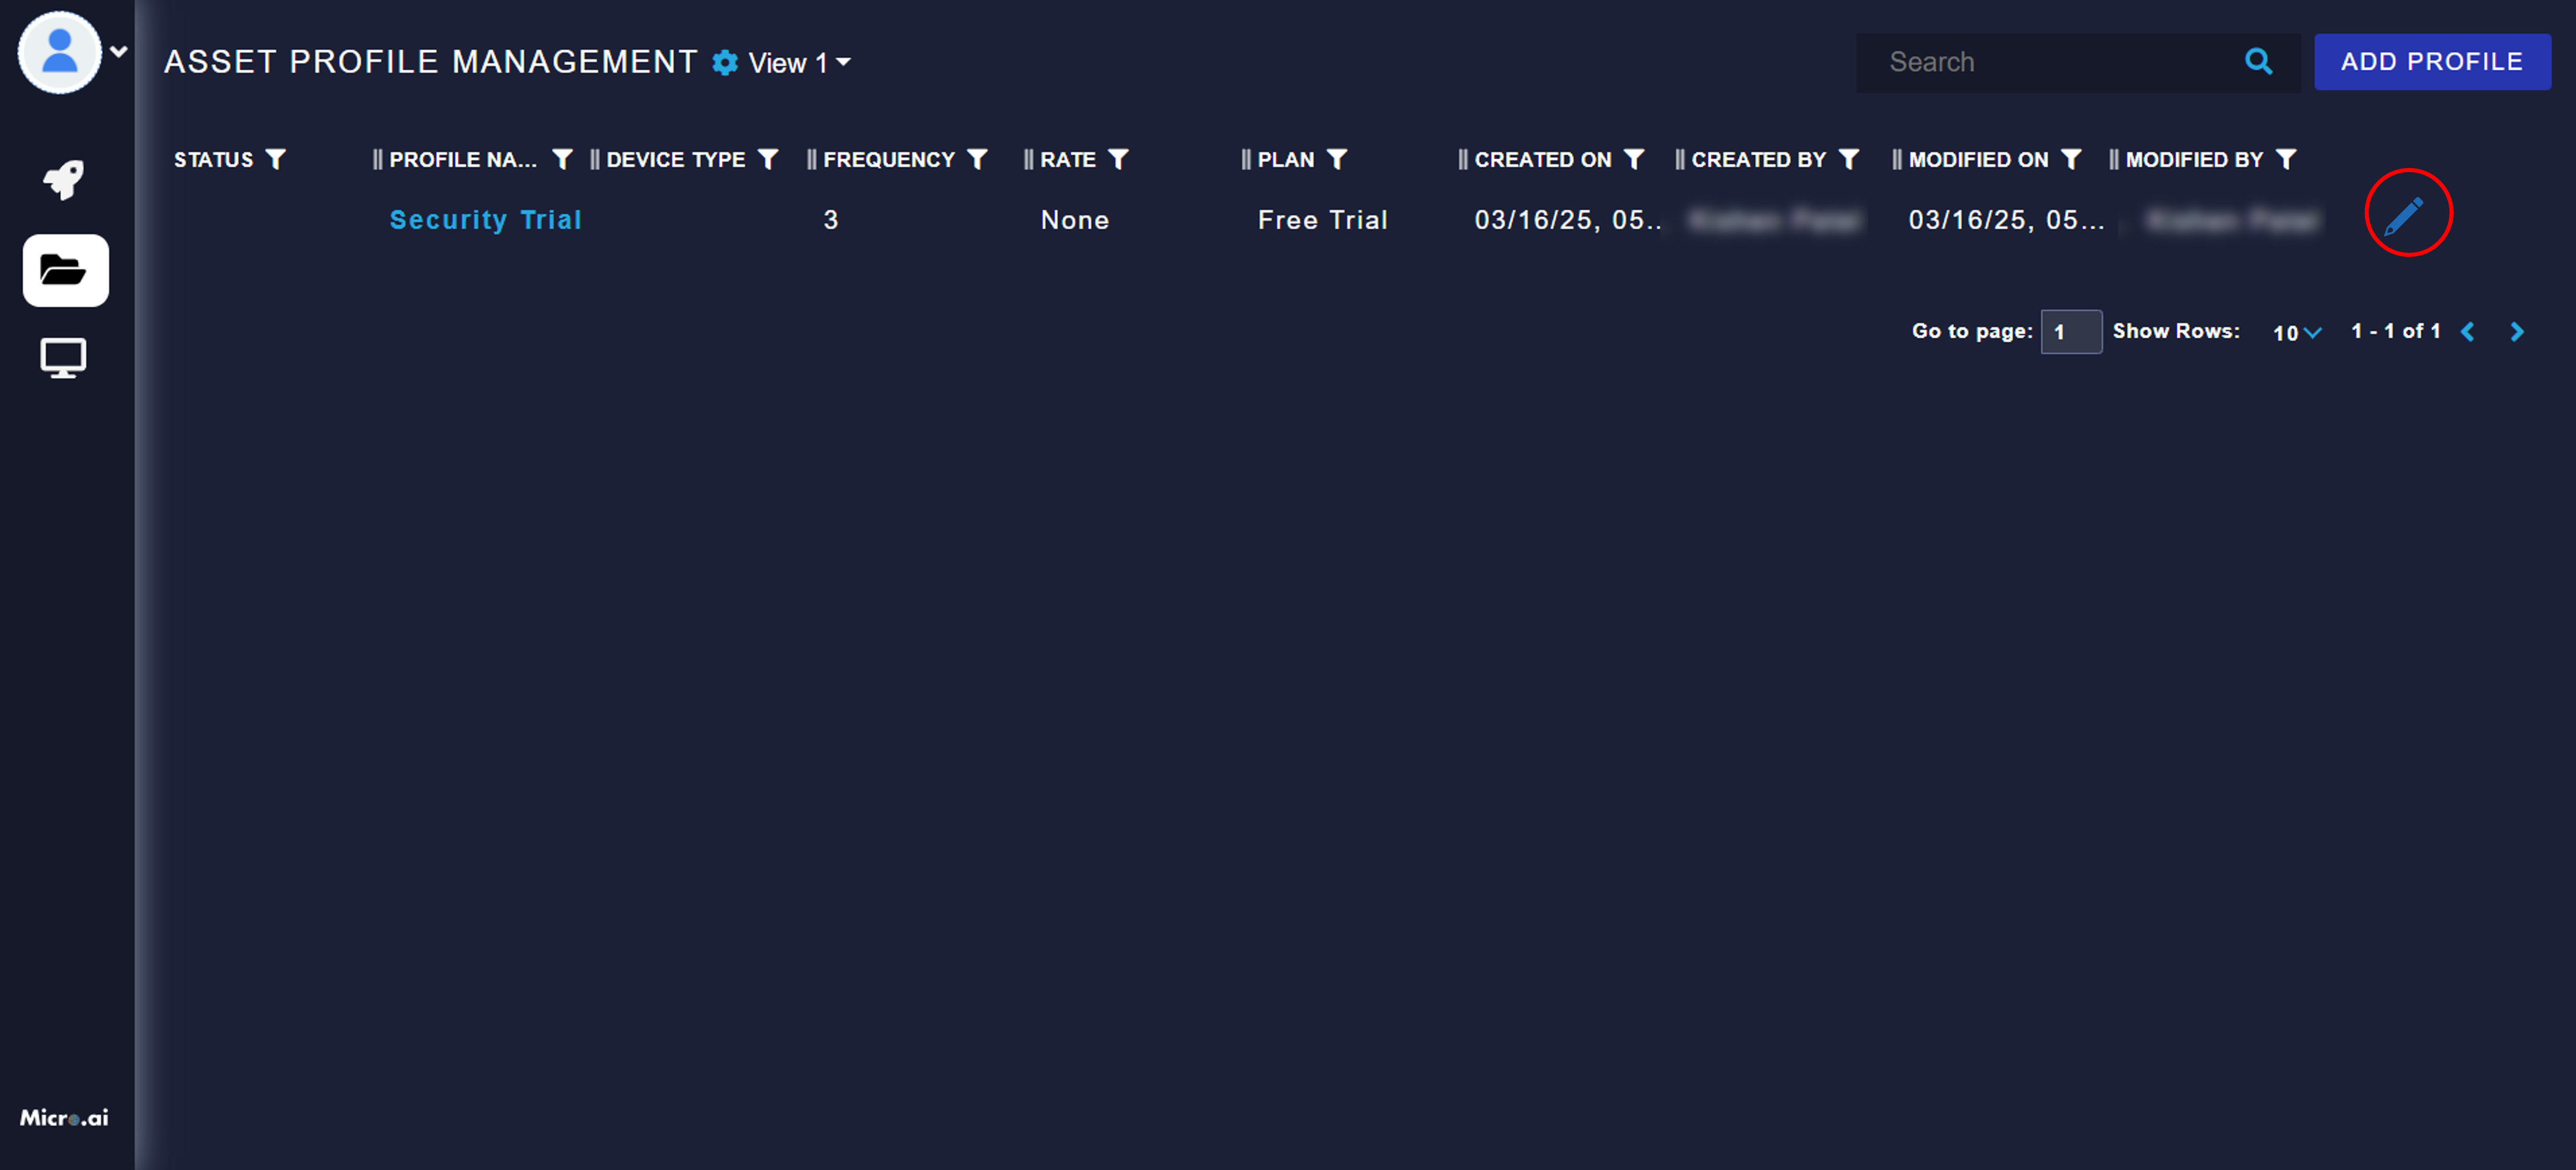 ASSET PROFILE MANAGEMENT View 1
Search
ADD PROFILE
STATUS PROFILE NA... DEVICE TYPE FREQUENCY RATE PLAN CREATED ON CREATED BY MODIFIED ON MODIFIED BY
Security Trial 3 None Free Trial 03/16/25, 05.. 03/16/25, 05...
Go to page: 1 Show Rows: 10 1 - 1 of 1
Micro.ai